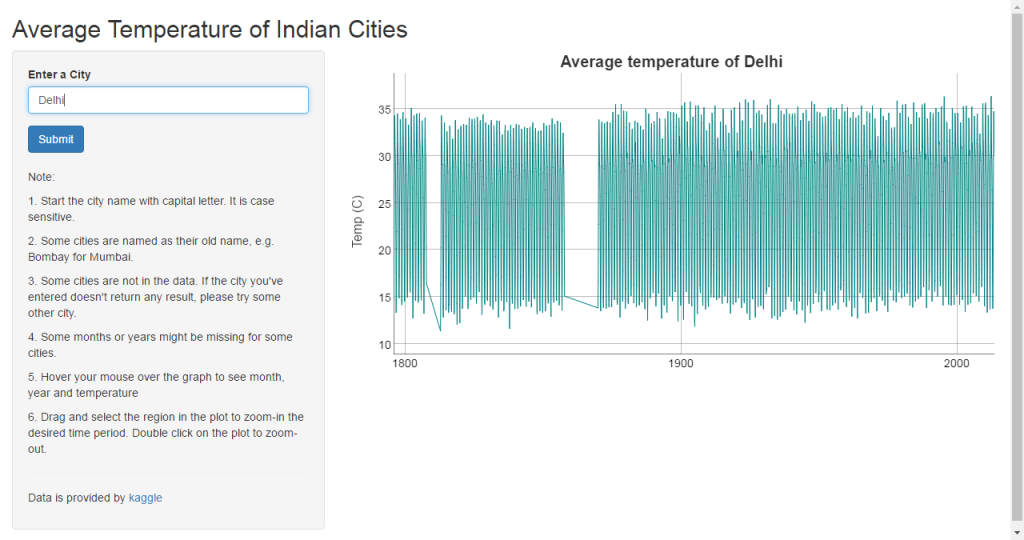 Average Temperature of Indian Cities
Enter a City
Delhi
Submit
Note:
1. Start the city name with capital letter. It is case
sensitive.
2. Some cities are named as their old name, e.g.
Bombay for Mumbai.
3. Some cities are not in the data. If the city you've
entered doesn't return any result, please try some
other city.
4. Some months or years might be missing for some
cities.
5. Hover your mouse over the graph to see month,
year and temperature
6. Drag and select the region in the plot to zoom-in the
desired time period. Double click on the plot to zoom-
out.
Data is provided by kaggle
Average temperature of Delhi
Temp (C)
35
30
25
20
15
10
1800
1900
2000